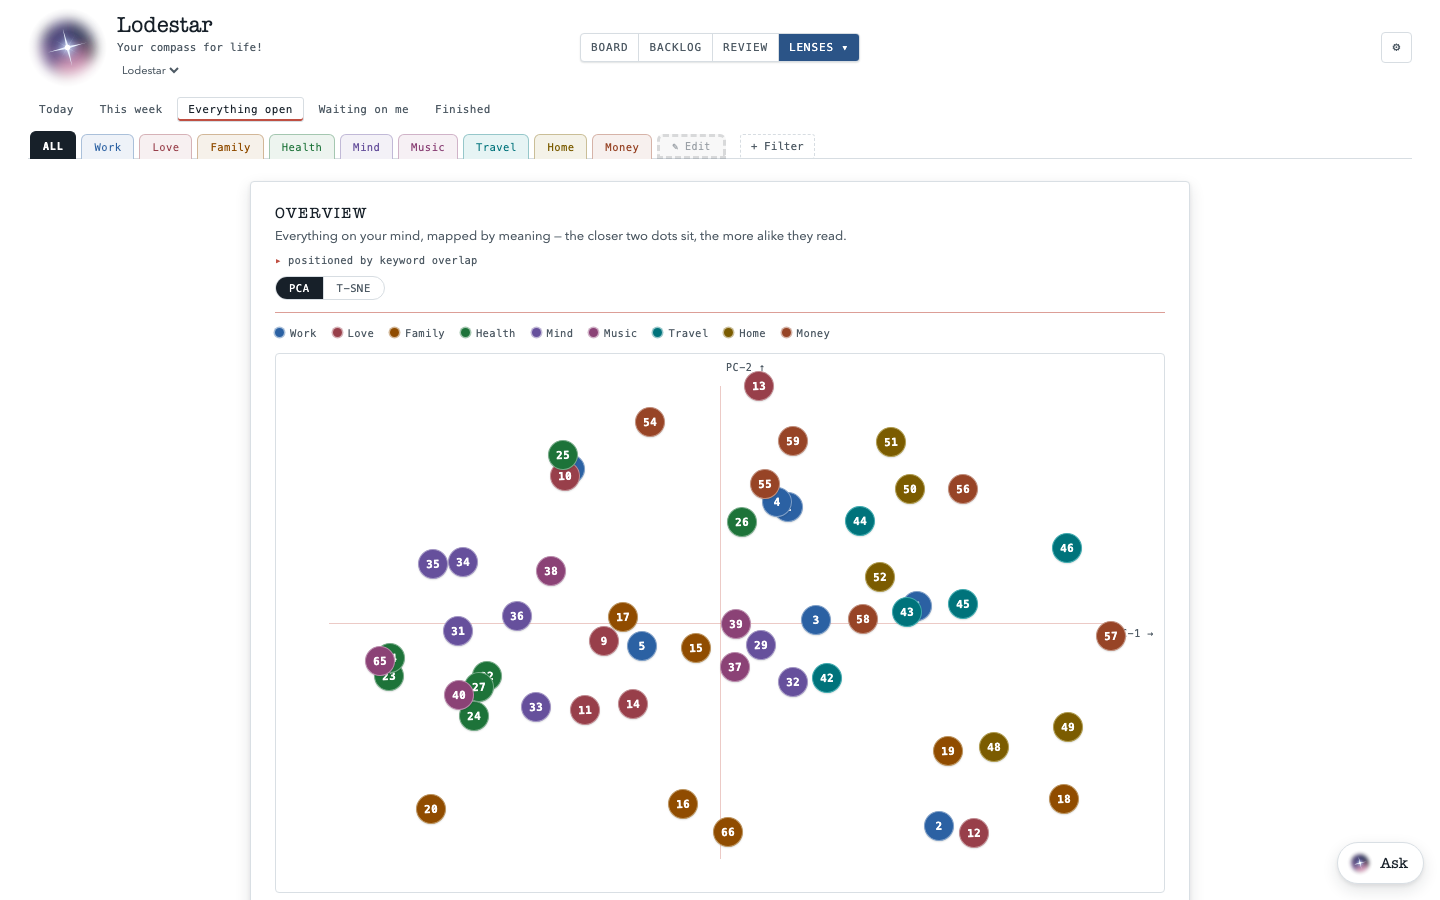 Lodestar
Your compass for life!
Lodestar
BOARD BACKLOG REVIEW LENSES ▾
Today This week Everything open Waiting on me Finished
ALL Work Love Family Health Mind Music Travel Home Money ✎ Edit + Filter
OVERVIEW
Everything on your mind, mapped by meaning — the closer two dots sit, the more alike they read.
▸ positioned by keyword overlap
PCA T-SNE
Work Love Family Health Mind Music Travel Home Money
PC-2 ↑
13
54
59 51
25
10
55 50 56
4
26 44
46
35 34 38
52
43 45
36 17 39 3 58
31 9 5 15 29 57 -1 →
65
23
37
27 32 42
40
24 33 11 14
49
19 48
20 16 18
66 2 12
Ask